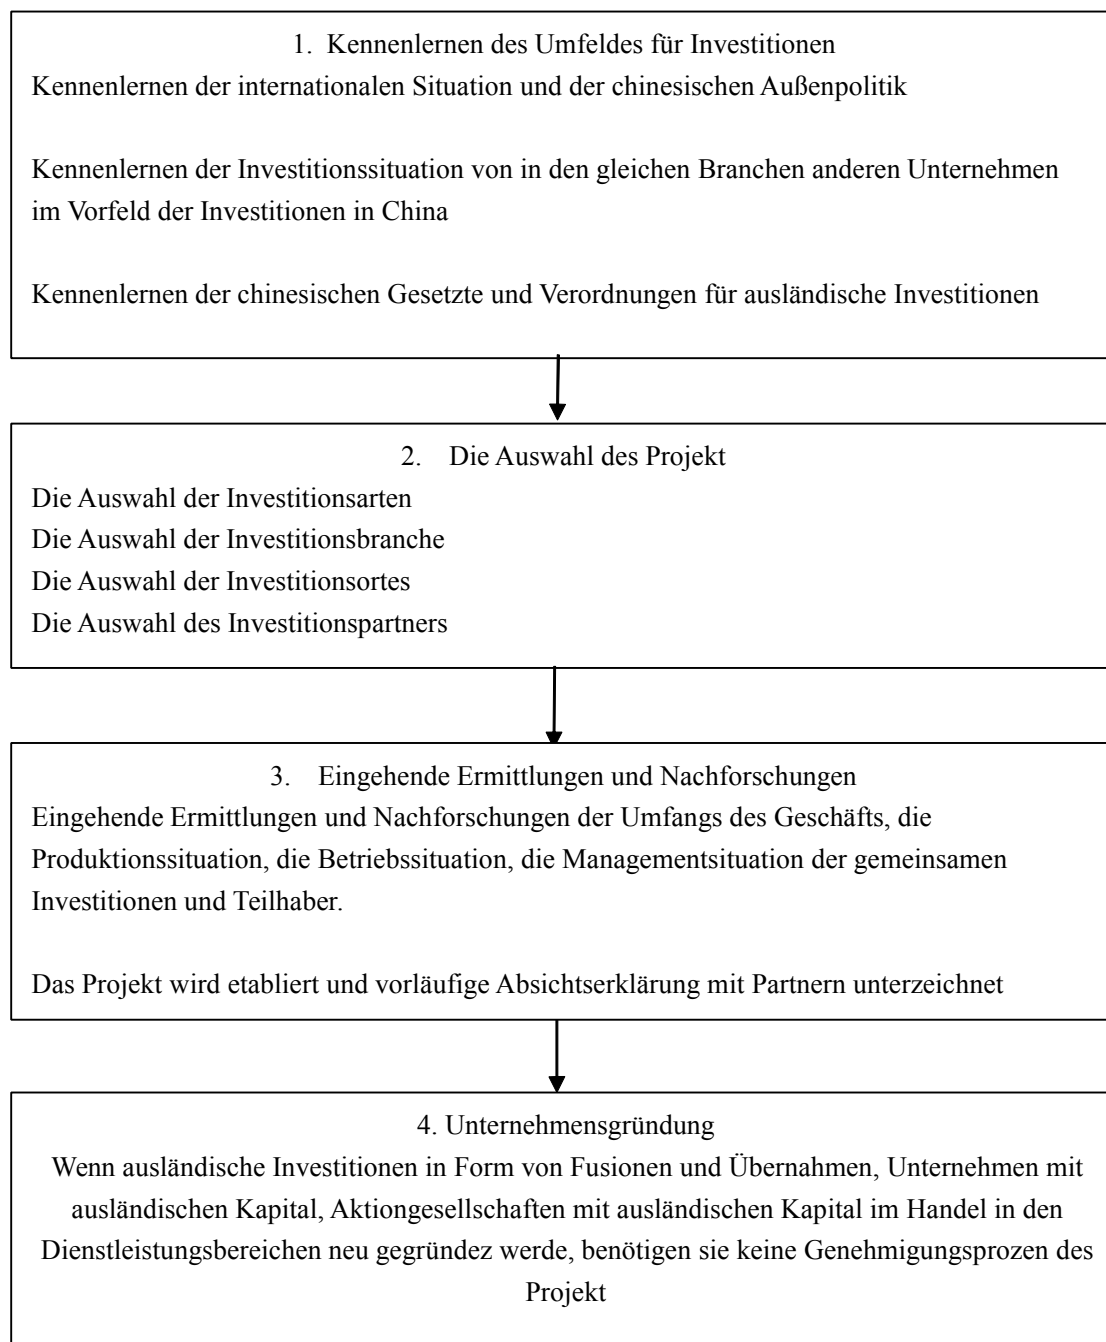 1. Kennenlernen des Umfeldes für Investitionen
Kennenlernen der internationalen Situation und der chinesischen Außenpolitik
Kennenlernen der Investitionssituation von in den gleichen Branchen anderen Unternehmen
im Vorfeld der Investitionen in China
Kennenlernen der chinesischen Gesetzte und Verordnungen für ausländische Investitionen
2. Die Auswahl des Projekt
Die Auswahl der Investitionsarten
Die Auswahl der Investitionsbranche
Die Auswahl der Investitionsortes
Die Auswahl des Investitionspartners
3. Eingehende Ermittlungen und Nachforschungen
Eingehende Ermittlungen und Nachforschungen der Umfangs des Geschäfts, die
Produktionssituation, die Betriebssituation, die Managementsituation der gemeinsamen
Investitionen und Teilhaber.
Das Projekt wird etabliert und vorläufige Absichtserklärung mit Partnern unterzeichnet
4. Unternehmensgründung
Wenn ausländische Investitionen in Form von Fusionen und Übernahmen, Unternehmen mit
ausländischen Kapital, Aktiongesellschaften mit ausländischen Kapital im Handel in den
Dienstleistungsbereichen neu gegründez werde, benötigen sie keine Genehmigungsprozen des
Projekt